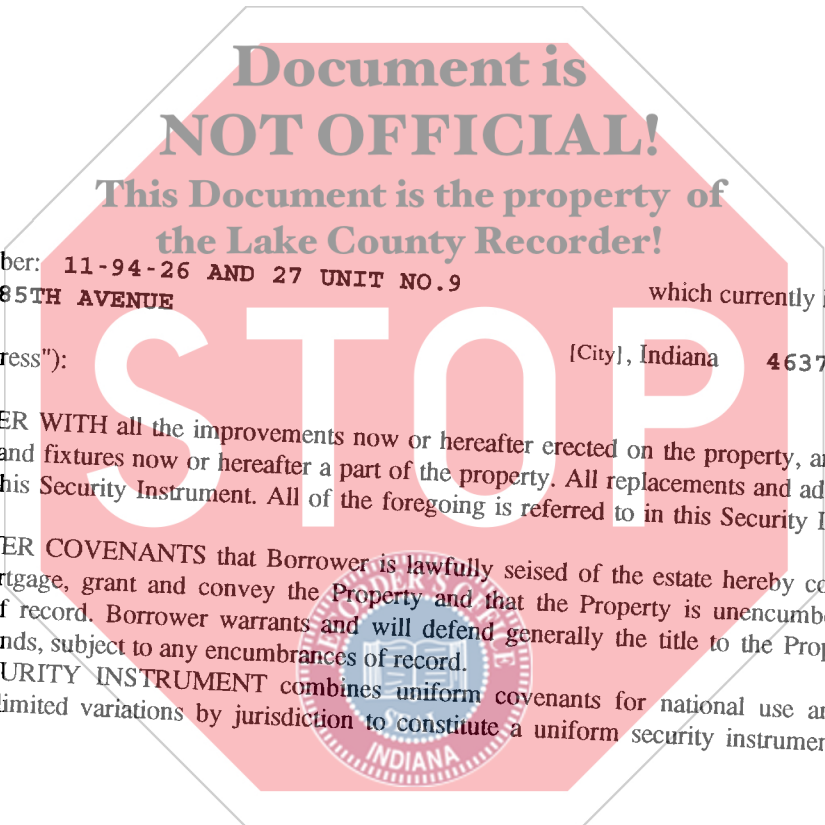 Document is
NOT OFFICIAL!
This Document is the property of
the Lake County Recorder!
ber: 11-94-26 AND 27 UNIT NO.9
85TH AVENUE which currently i
ress"): [City], Indiana 4637
STOP
ER WITH all the improvements now or hereafter erected on the property, an
and fixtures now or hereafter a part of the property. All replacements and ad
his Security Instrument. All of the foregoing is referred to in this Security I
ER COVENANTS that Borrower is lawfully seised of the estate hereby co
rtgage, grant and convey the Property and that the Property is unencumb
f record. Borrower warrants and will defend generally the title to the Prop
nds, subject to any encumbrances of record.
URITY INSTRUMENT combines uniform covenants for national use a
limited variations by jurisdiction to constitute a uniform security instrumen
ORDER'S OFFICE
INDIANA